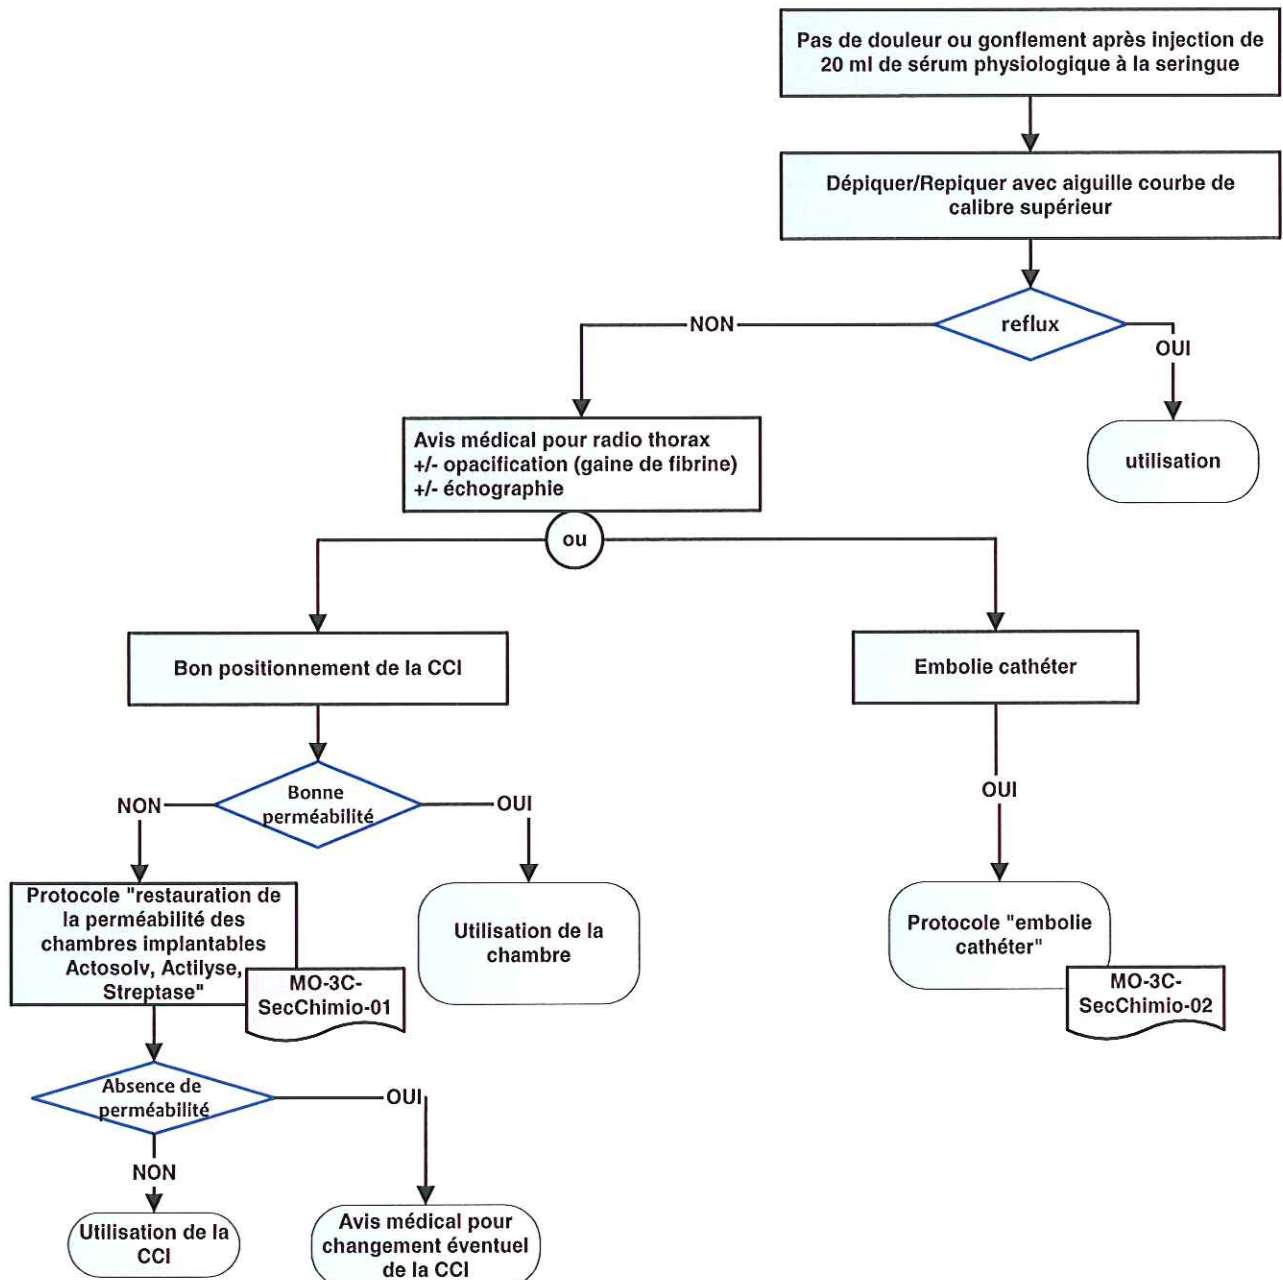 Pas de douleur ou gonflement après injection de
20 ml de sérum physiologique à la seringue
Dépiquer/Repiquer avec aiguille courbe de
calibre supérieur
reflux
NON
OUI
utilisation
Avis médical pour radio thorax
+/- opacification (gaine de fibrine)
+/- échographie
ou
Bon positionnement de la CCI
Embolie cathéter
Bonne
perméabilité
NON
OUI
OUI
Protocole "restauration de
la perméabilité des
chambres implantables
Actosolv, Actilyse,
Streptase"
MO-3C-
SecChimio-01
Utilisation de la
chambre
Protocole "embolie
cathéter"
MO-3C-
SecChimio-02
Absence de
perméabilité
OUI
NON
Utilisation de la
CCI
Avis médical pour
changement éventuel
de la CCI